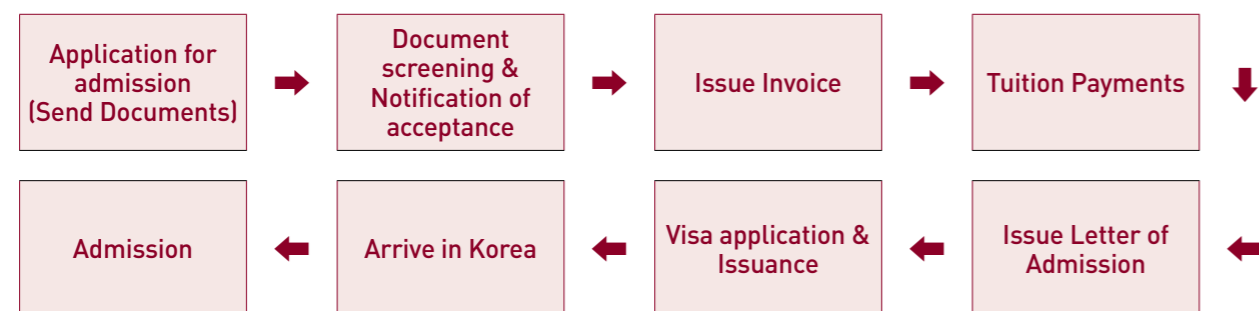 Application for
admission
(Send Documents)
Document
screening &
Notification of
acceptance
Issue Invoice
Tuition Payments
Issue Letter of
Admission
Visa application &
Issuance
Arrive in Korea
Admission